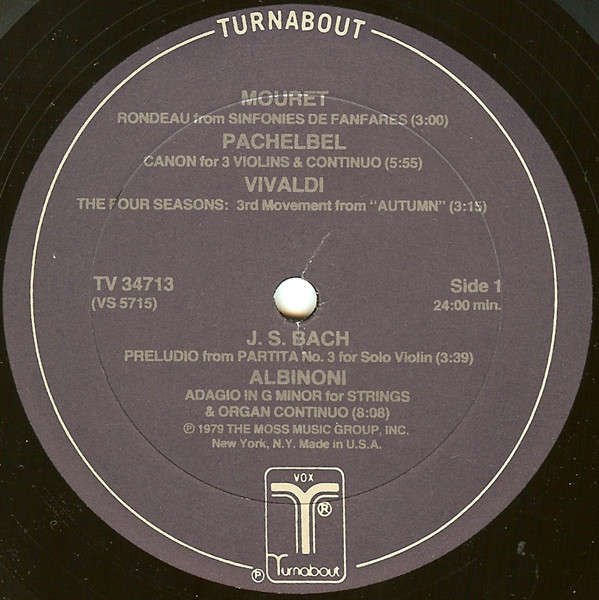 TURNABOUT
MOURET
RONDEAU from SINFONIES DE FANFARES (3:00)
PACHELBEL
CANON for 3 VIOLINS & CONTINUO (5:55)
VIVALDI
THE FOUR SEASONS: 3rd Movement from "AUTUMN" (3:15)
TV 34713
(VS 5715)
Side 1
24:00 min.
J. S. BACH
PRELUDIO from PARTITA No. 3 for Solo Violin (3:39)
ALBINONI
ADAGIO IN G MINOR for STRINGS
& ORGAN CONTINUO (8:08)
℗ 1979 THE MOSS MUSIC GROUP, INC.
New York, N.Y. Made in U.S.A.
VOX
T®
℗ Turnabout